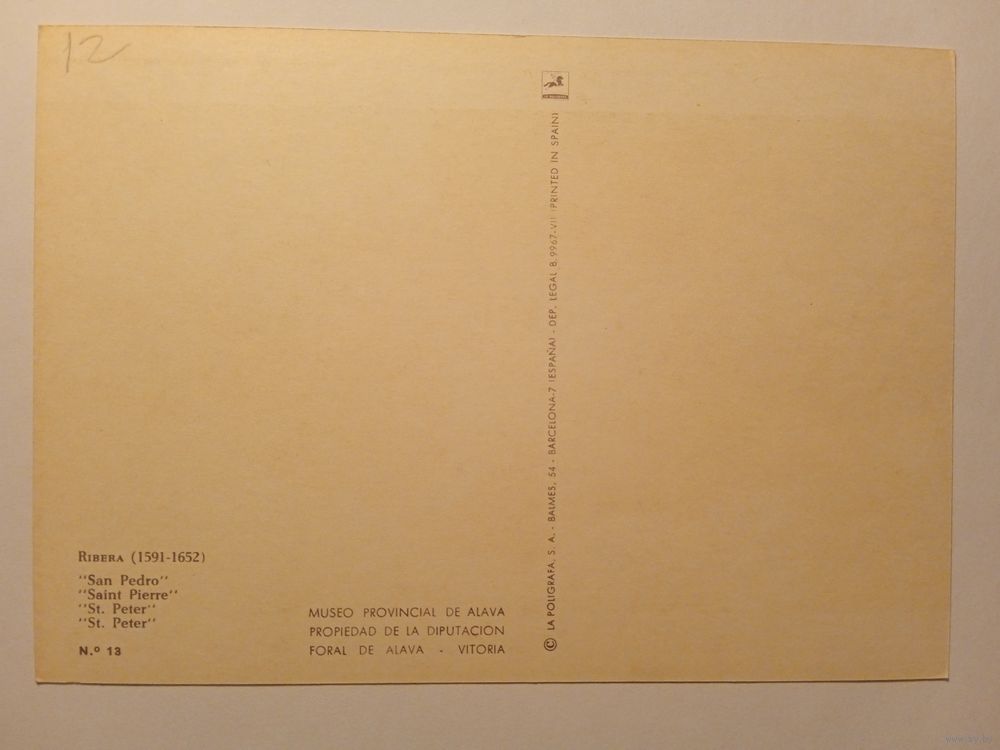 12
RIBERA (1591-1652)
"San Pedro"
"Saint Pierre"
"St. Peter"
"St. Peter"
N.º 13
MUSEO PROVINCIAL DE ALAVA
PROPIEDAD DE LA DIPUTACION
FORAL DE ALAVA - VITORIA
© LA POLIGRAFA, S. A. - BALMES, 54 - BARCELONA-7 (ESPAÑA) - DEP. LEGAL B. 9967-VII (PRINTED IN SPAIN)